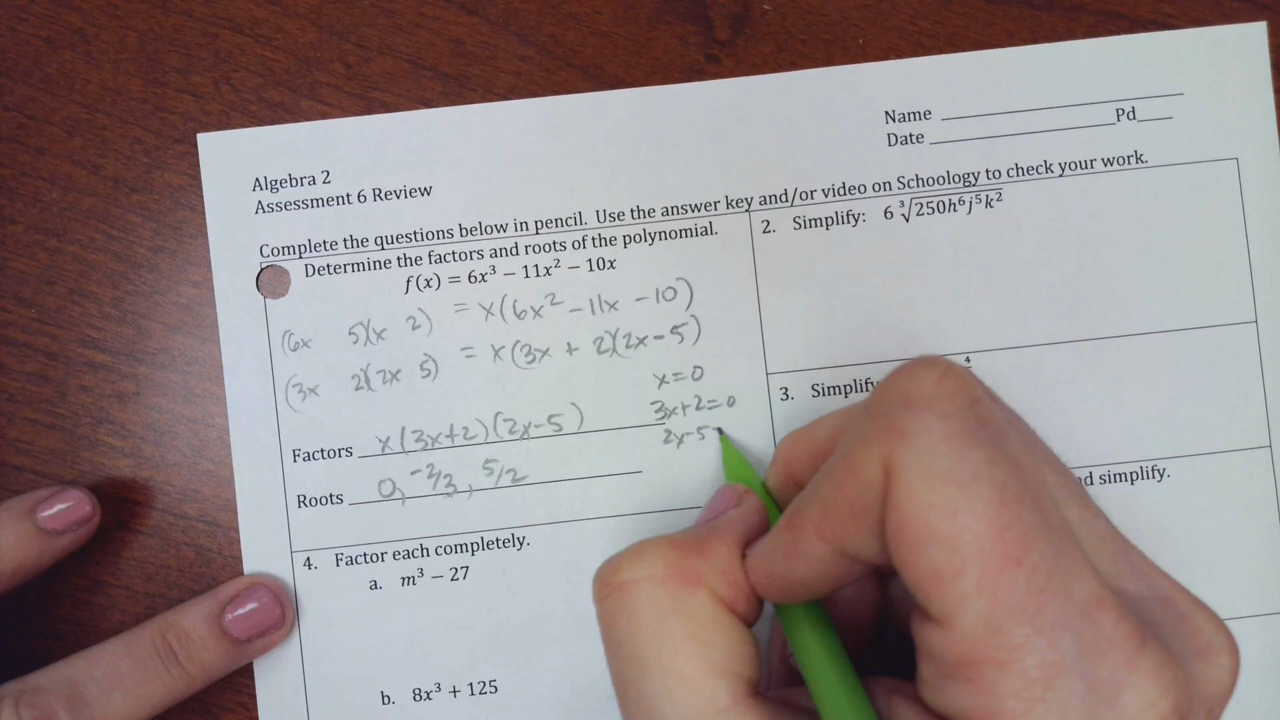 Name
Date Pd
Algebra 2
Assessment 6 Review
Complete the questions below in pencil. Use the answer key and/or video on Schoology to check your work.
Determine the factors and roots of the polynomial.
f(x) = 6x³ − 11x² − 10x
= x(6x² − 11x − 10)
(6x 5)(x 2)
= x(3x + 2)(2x − 5)
(3x 2)(2x 5)
x=0
3x+2=0
2x-5
Factors x(3x+2)(2x-5)
Roots 0, -2/3, 5/2
2. Simplify: 6 ∛250h⁶j⁵k²
3. Simplify
4
nd simplify.
4. Factor each completely.
a. m³ − 27
b. 8x³ + 125